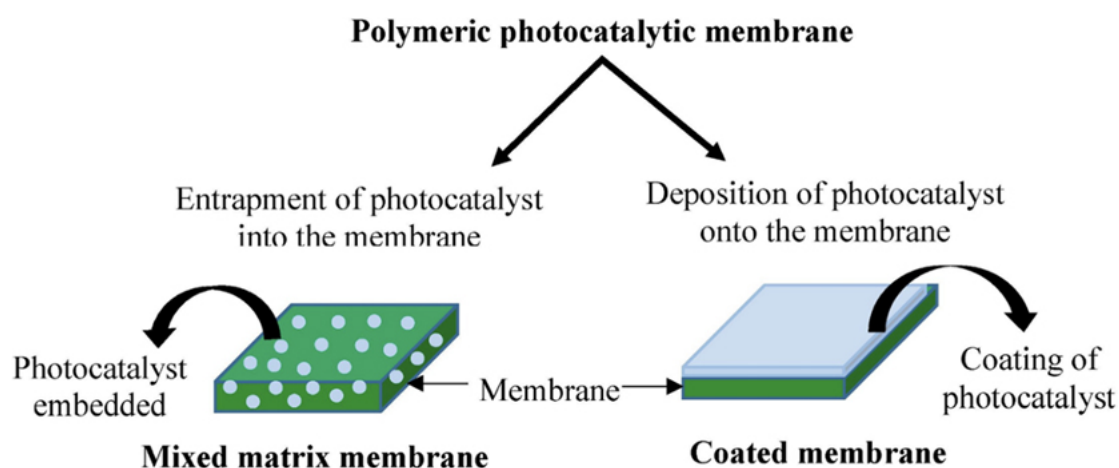 Polymeric photocatalytic membrane
Entrapment of photocatalyst
into the membrane
Deposition of photocatalyst
onto the membrane
Photocatalyst
embedded
Membrane
Coating of
photocatalyst
Mixed matrix membrane
Coated membrane